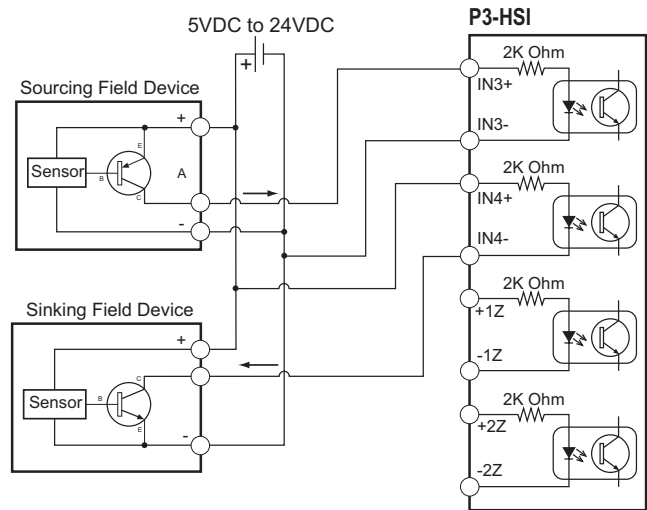 P3-HSI
5VDC to 24VDC
+
2K Ohm
IN3+
IN3-
Sourcing Field Device
+
E
Sensor
B
A
C
-
2K Ohm
IN4+
IN4-
Sinking Field Device
+
C
Sensor
B
E
-
2K Ohm
+1Z
-1Z
2K Ohm
+2Z
-2Z